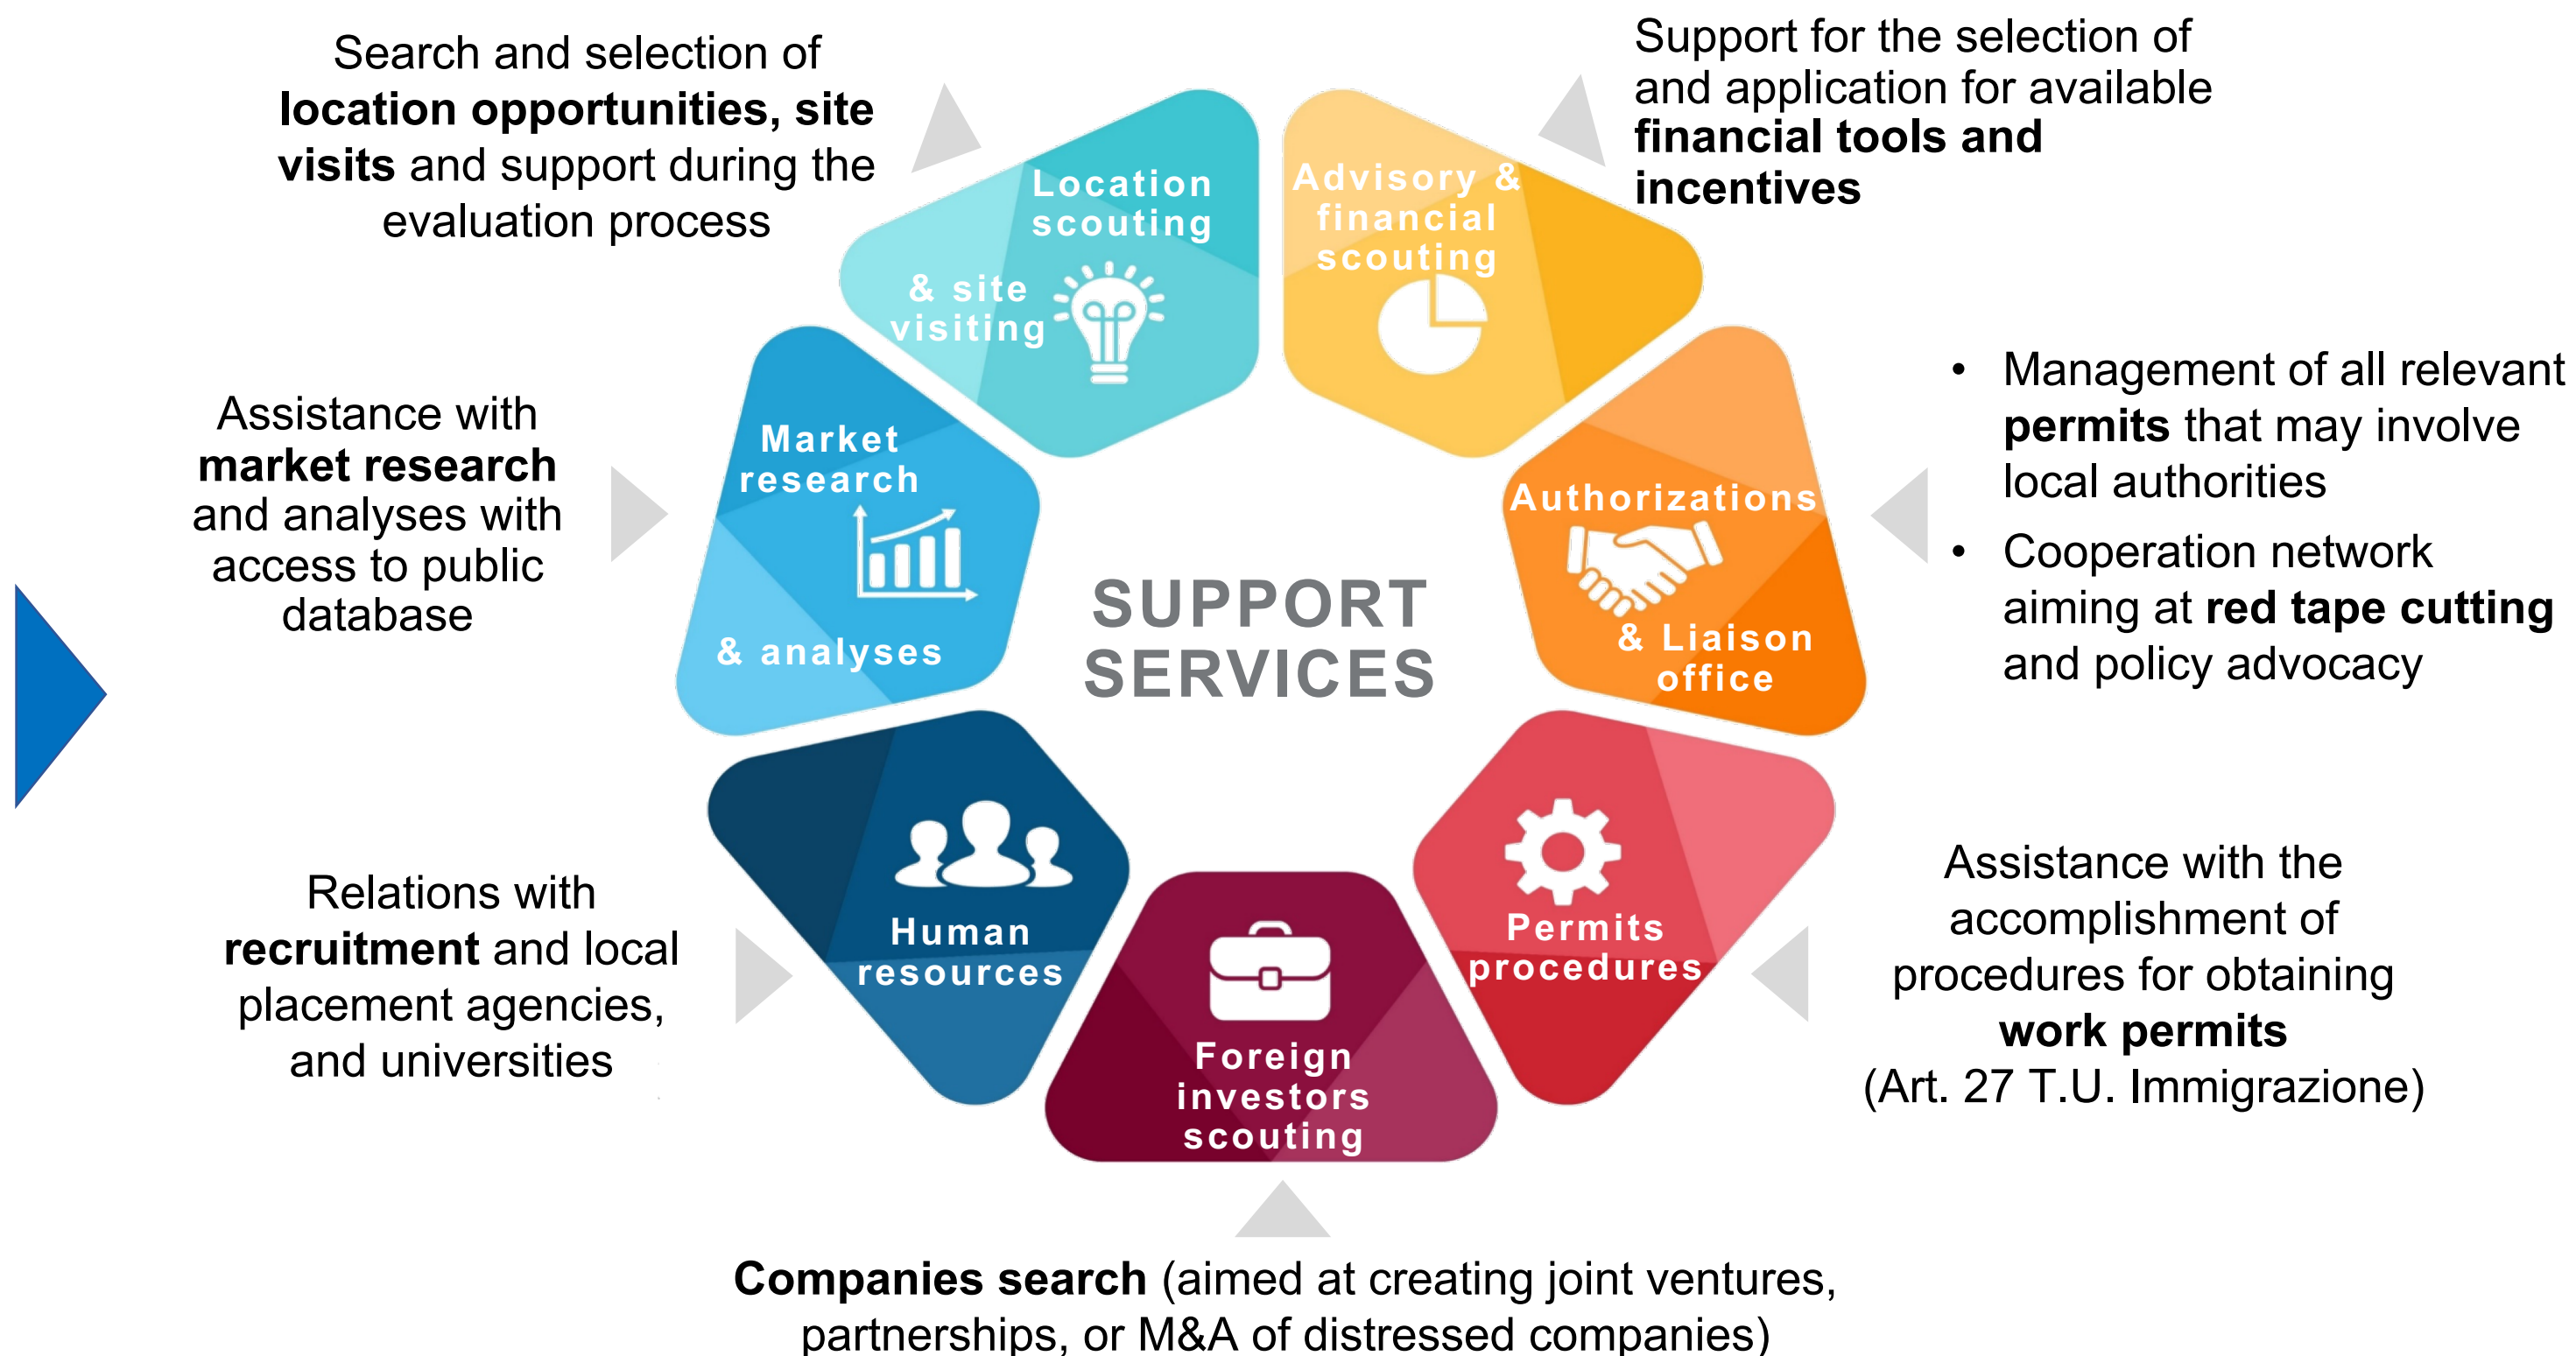 Search and selection of
location opportunities, site
visits and support during the
evaluation process
Support for the selection of
and application for available
financial tools and
incentives
Location
scouting
& site
visiting
Advisory &
financial
scouting
Assistance with
market research
and analyses with
access to public
database
Market
research
& analyses
SUPPORT
SERVICES
Authorizations
& Liaison
office
• Management of all relevant
permits that may involve
local authorities
• Cooperation network
aiming at red tape cutting
and policy advocacy
Relations with
recruitment and local
placement agencies,
and universities
Human
resources
Foreign
investors
scouting
Permits
procedures
Assistance with the
accomplishment of
procedures for obtaining
work permits
(Art. 27 T.U. Immigrazione)
Companies search (aimed at creating joint ventures,
partnerships, or M&A of distressed companies)